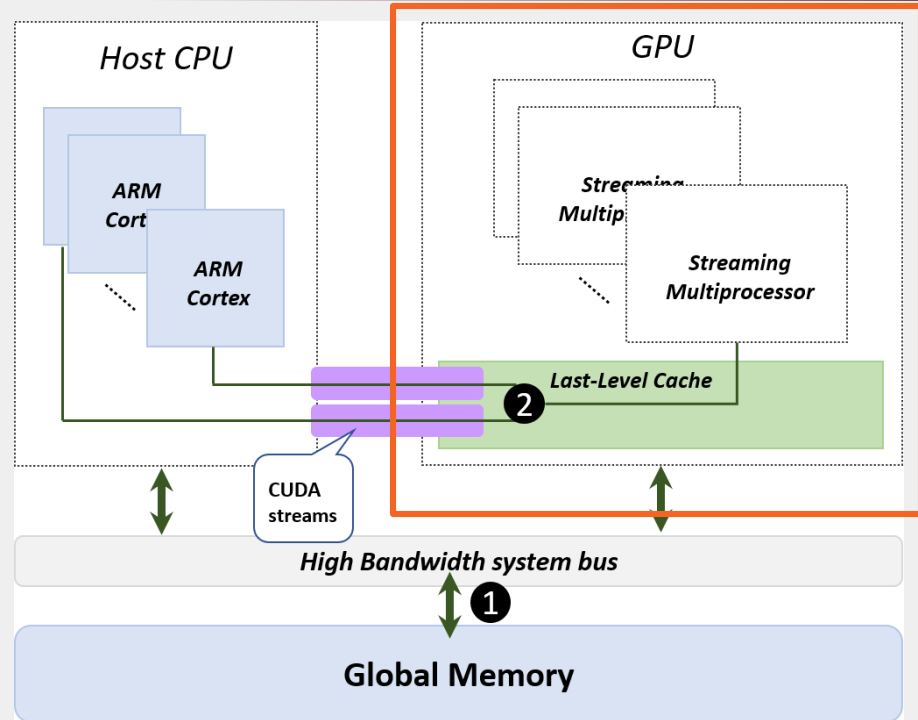 Host CPU
GPU
ARM
ARM
Cortex
Streaming
Streaming
Multiprocessor
Last-Level Cache
2
CUDA
streams
High Bandwidth system bus
1
Global Memory